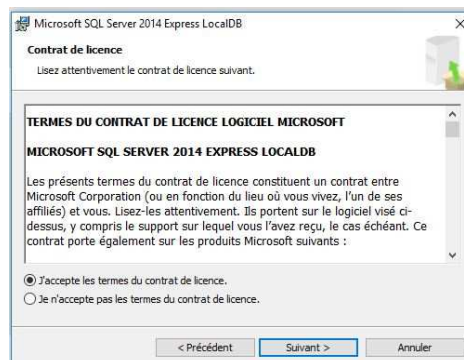 Microsoft SQL Server 2014 Express LocalDB
Contrat de licence
Lisez attentivement le contrat de licence suivant.
TERMES DU CONTRAT DE LICENCE LOGICIEL MICROSOFT
MICROSOFT SQL SERVER 2014 EXPRESS LOCALDB
Les présents termes du contrat de licence constituent un contrat entre
Microsoft Corporation (ou en fonction du lieu où vous vivez, l'un de ses
affiliés) et vous. Lisez-les attentivement. Ils portent sur le logiciel visé ci-
dessus, y compris le support sur lequel vous l'avez reçu, le cas échéant. Ce
contrat porte également sur les produits Microsoft suivants :
J'accepte les termes du contrat de licence.
Je n'accepte pas les termes du contrat de licence.
< Précédent
Suivant >
Annuler